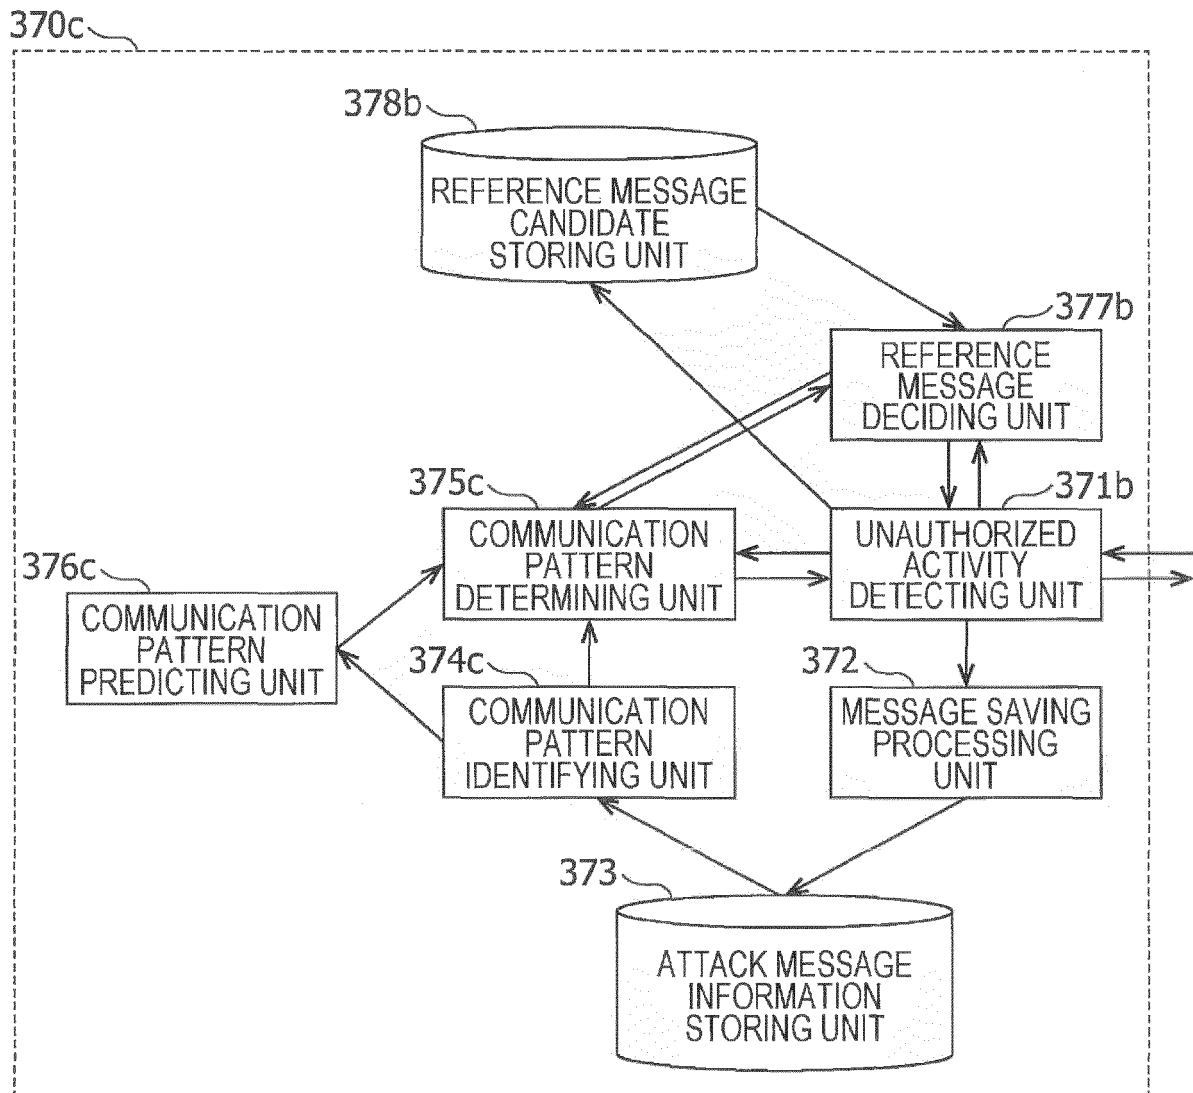 370c
378b
REFERENCE MESSAGE
CANDIDATE
STORING UNIT
377b
REFERENCE
MESSAGE
DECIDING UNIT
375c
COMMUNICATION
PATTERN
DETERMINING UNIT
371b
UNAUTHORIZED
ACTIVITY
DETECTING UNIT
376c
COMMUNICATION
PATTERN
PREDICTING UNIT
374c
COMMUNICATION
PATTERN
IDENTIFYING UNIT
372
MESSAGE SAVING
PROCESSING
UNIT
373
ATTACK MESSAGE
INFORMATION
STORING UNIT